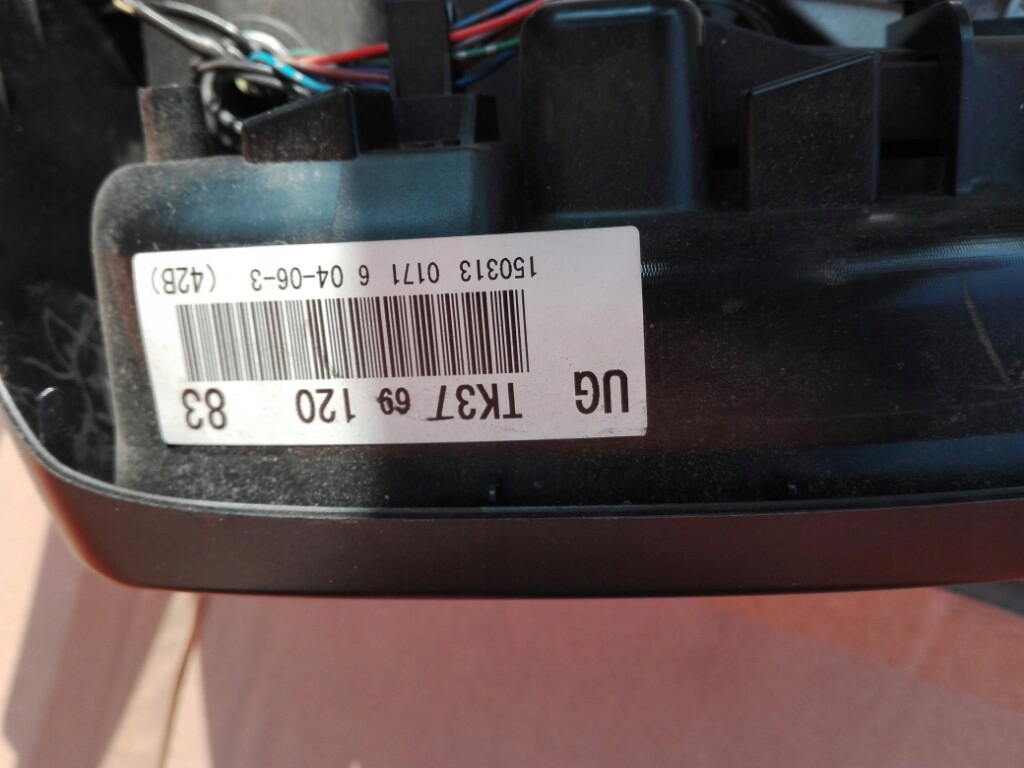 UG TK37 69 120 83
150313 0171 6 04-06-3 (42B)